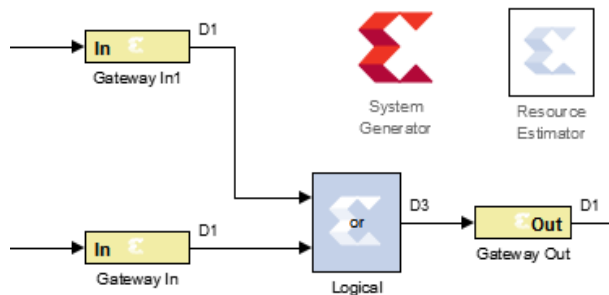 In
D1
Gateway In1
System
Generator
Resource
Estimator
In
D1
Gateway In
or
Logical
D3
Out
D1
Gateway Out